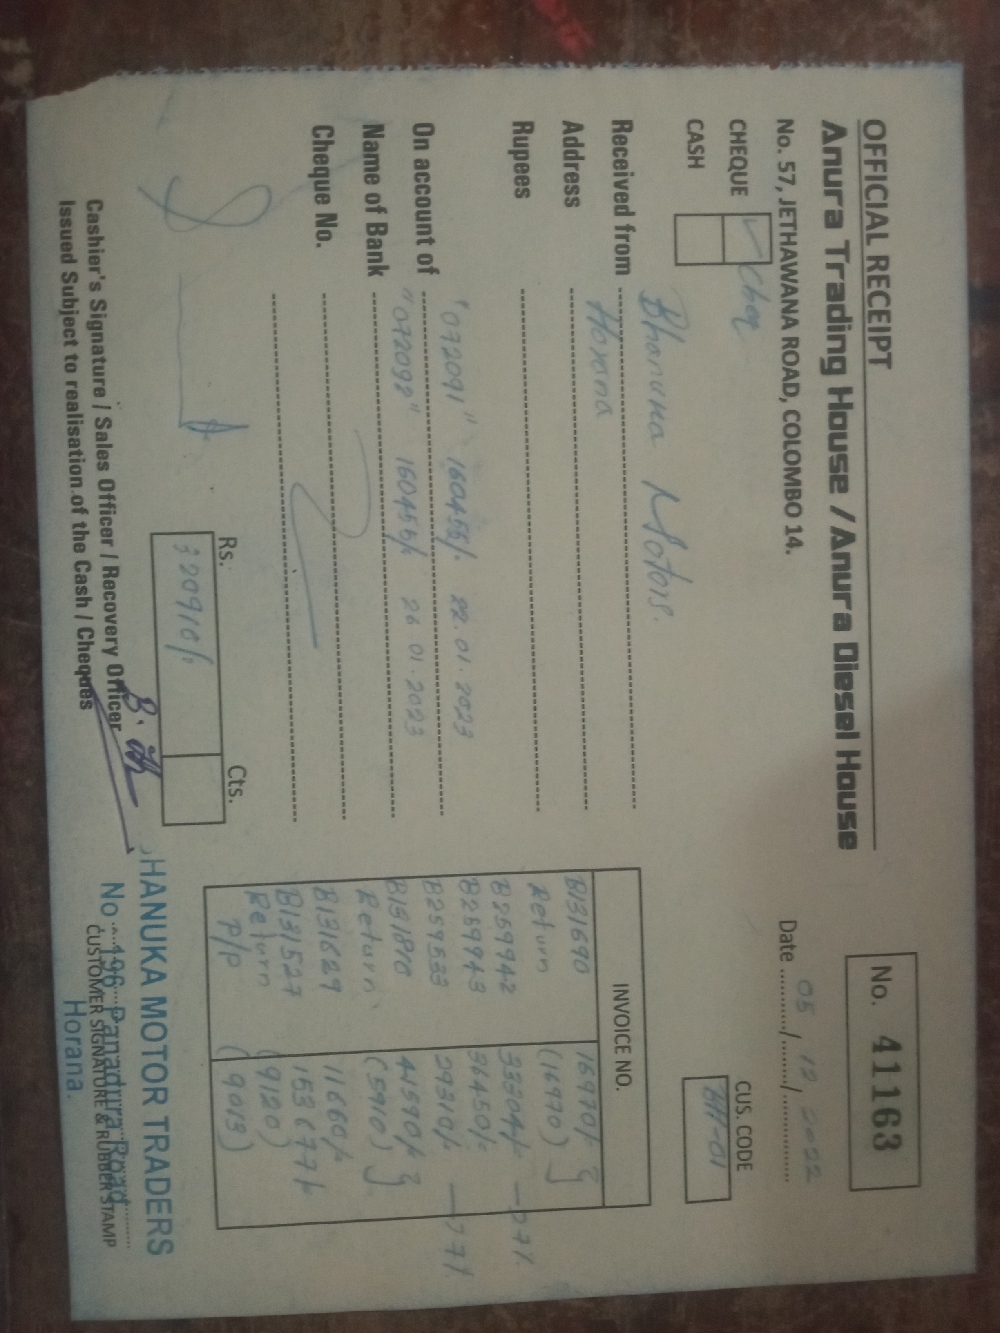 OFFICIAL RECEIPT
Anura Trading House / Anura Diesel House
No. 57, JETHAWANA ROAD, COLOMBO 14.
No. 41163
Date 05 / 12 / 2022
CHEQUE ✓ Cheq
CASH
CUS. CODE
BH-01
Received from Bhanuka Motors.
Address Horana
Rupees
On account of "072091" 160455/- 22.01.2023
Name of Bank "072092" 160455/- 26 01.2023
Cheque No.
INVOICE NO.
B131690 16970/-
Return (16970)
B259942 33204/- 
B259943 36450/-
B259533 29310/-
B131810 41590/-
Return (5910)
B131629 11660/-
B131527 153677/-
Return (9120)
P/P (9013)
Rs. Cts.
320910/-
Cashier's Signature / Sales Officer / Recovery Officer
Issued Subject to realisation of the Cash / Cheques
HANUKA MOTOR TRADERS
No. 196 Panadura Road
CUSTOMER SIGNATURE & RUBBER STAMP
Horana.